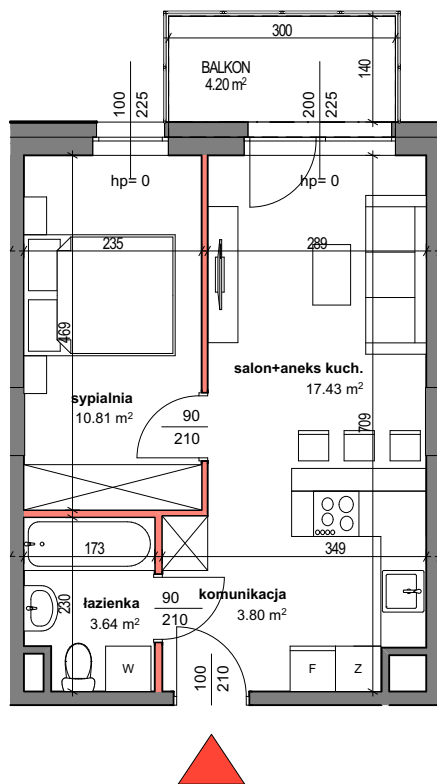 300
BALKON
4.20 m²
140
100
225
200
225
hp= 0
hp= 0
235
289
469
salon+aneks kuch.
17.43 m²
sypialnia
10.81 m²
709
90
210
173
349
230
łazienka
3.64 m²
90
210
komunikacja
3.80 m²
W
100
210
F
Z